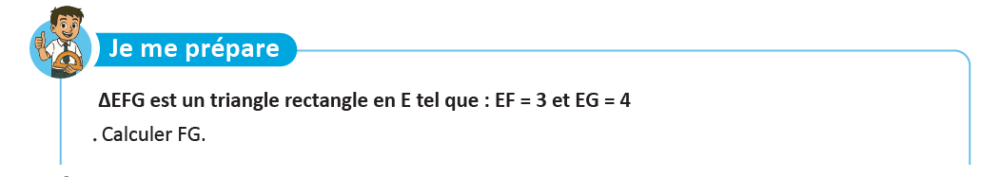 Je me prépare
ΔEFG est un triangle rectangle en E tel que : EF = 3 et EG = 4
. Calculer FG.